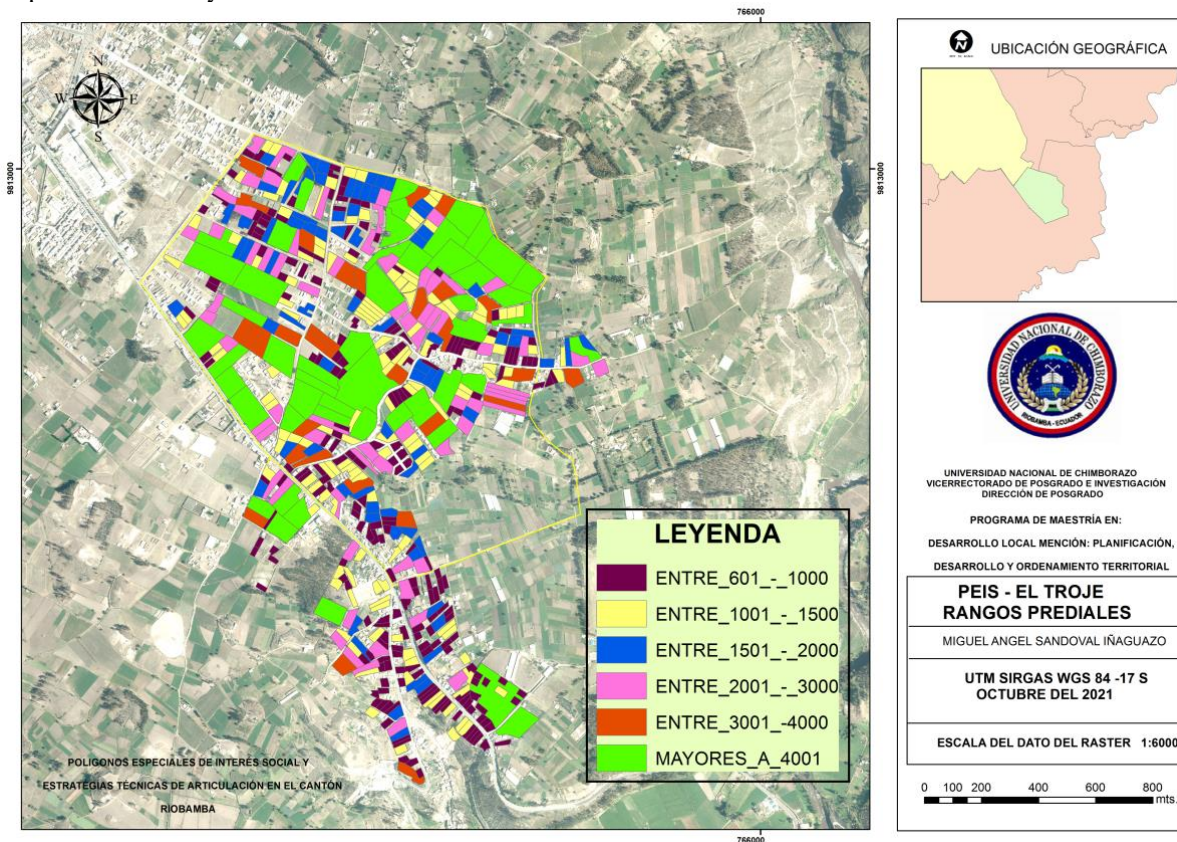 766000
9813000
N
W
E
S
LEYENDA
ENTRE_601_-_1000
ENTRE_1001_-_1500
ENTRE_1501_-_2000
ENTRE_2001_-_3000
ENTRE_3001_-4000
MAYORES_A_4001
POLIGONOS ESPECIALES DE INTERÉS SOCIAL Y
ESTRATEGIAS TÉCNICAS DE ARTICULACIÓN EN EL CANTÓN
RIOBAMBA
766000
9813000
N
UBICACIÓN GEOGRÁFICA
UNIVERSIDAD NACIONAL DE CHIMBORAZO
RIOBAMBA - ECUADOR
UNIVERSIDAD NACIONAL DE CHIMBORAZO
VICERRECTORADO DE POSGRADO E INVESTIGACIÓN
DIRECCIÓN DE POSGRADO
PROGRAMA DE MAESTRÍA EN:
DESARROLLO LOCAL MENCIÓN: PLANIFICACIÓN,
DESARROLLO Y ORDENAMIENTO TERRITORIAL
PEIS - EL TROJE
RANGOS PREDIALES
MIGUEL ANGEL SANDOVAL IÑAGUAZO
UTM SIRGAS WGS 84 -17 S
OCTUBRE DEL 2021
ESCALA DEL DATO DEL RASTER 1:6000
0 100 200 400 600 800
mts.